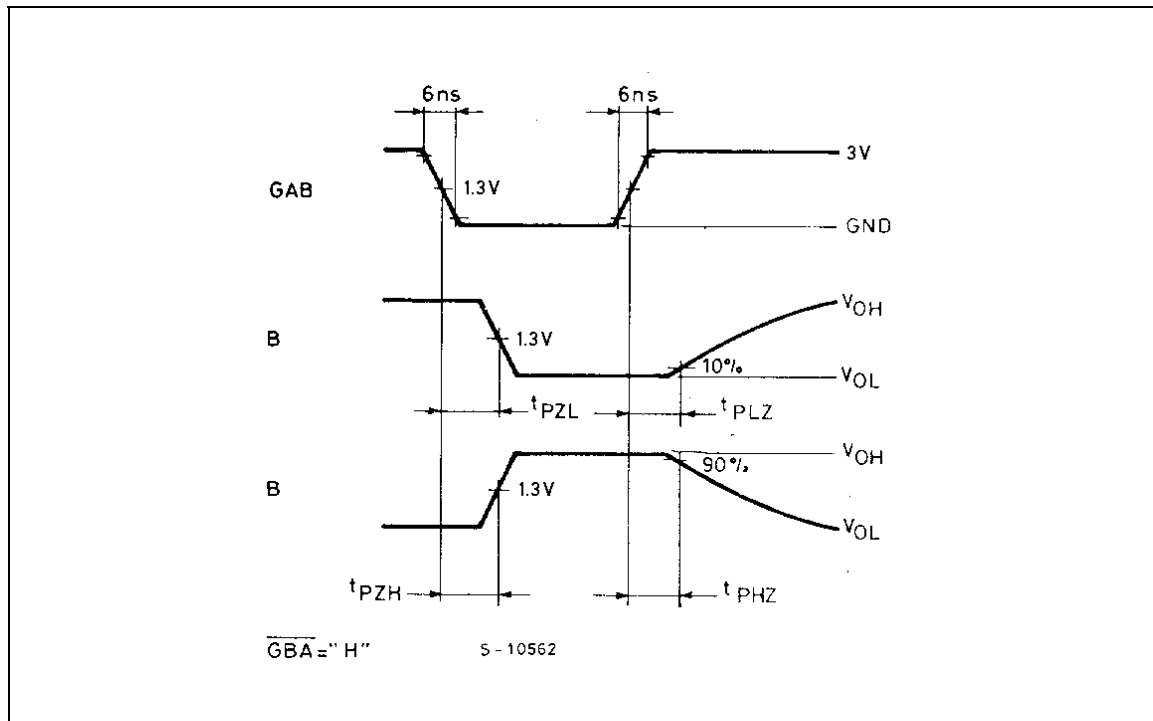 6ns 6ns
3V
GAB 1.3V
GND
VOH
B 1.3V
10%
VOL
tPZL tPLZ
VOH
90%
B 1.3V
VOL
tPZH tPHZ
GBA="H" S-10562